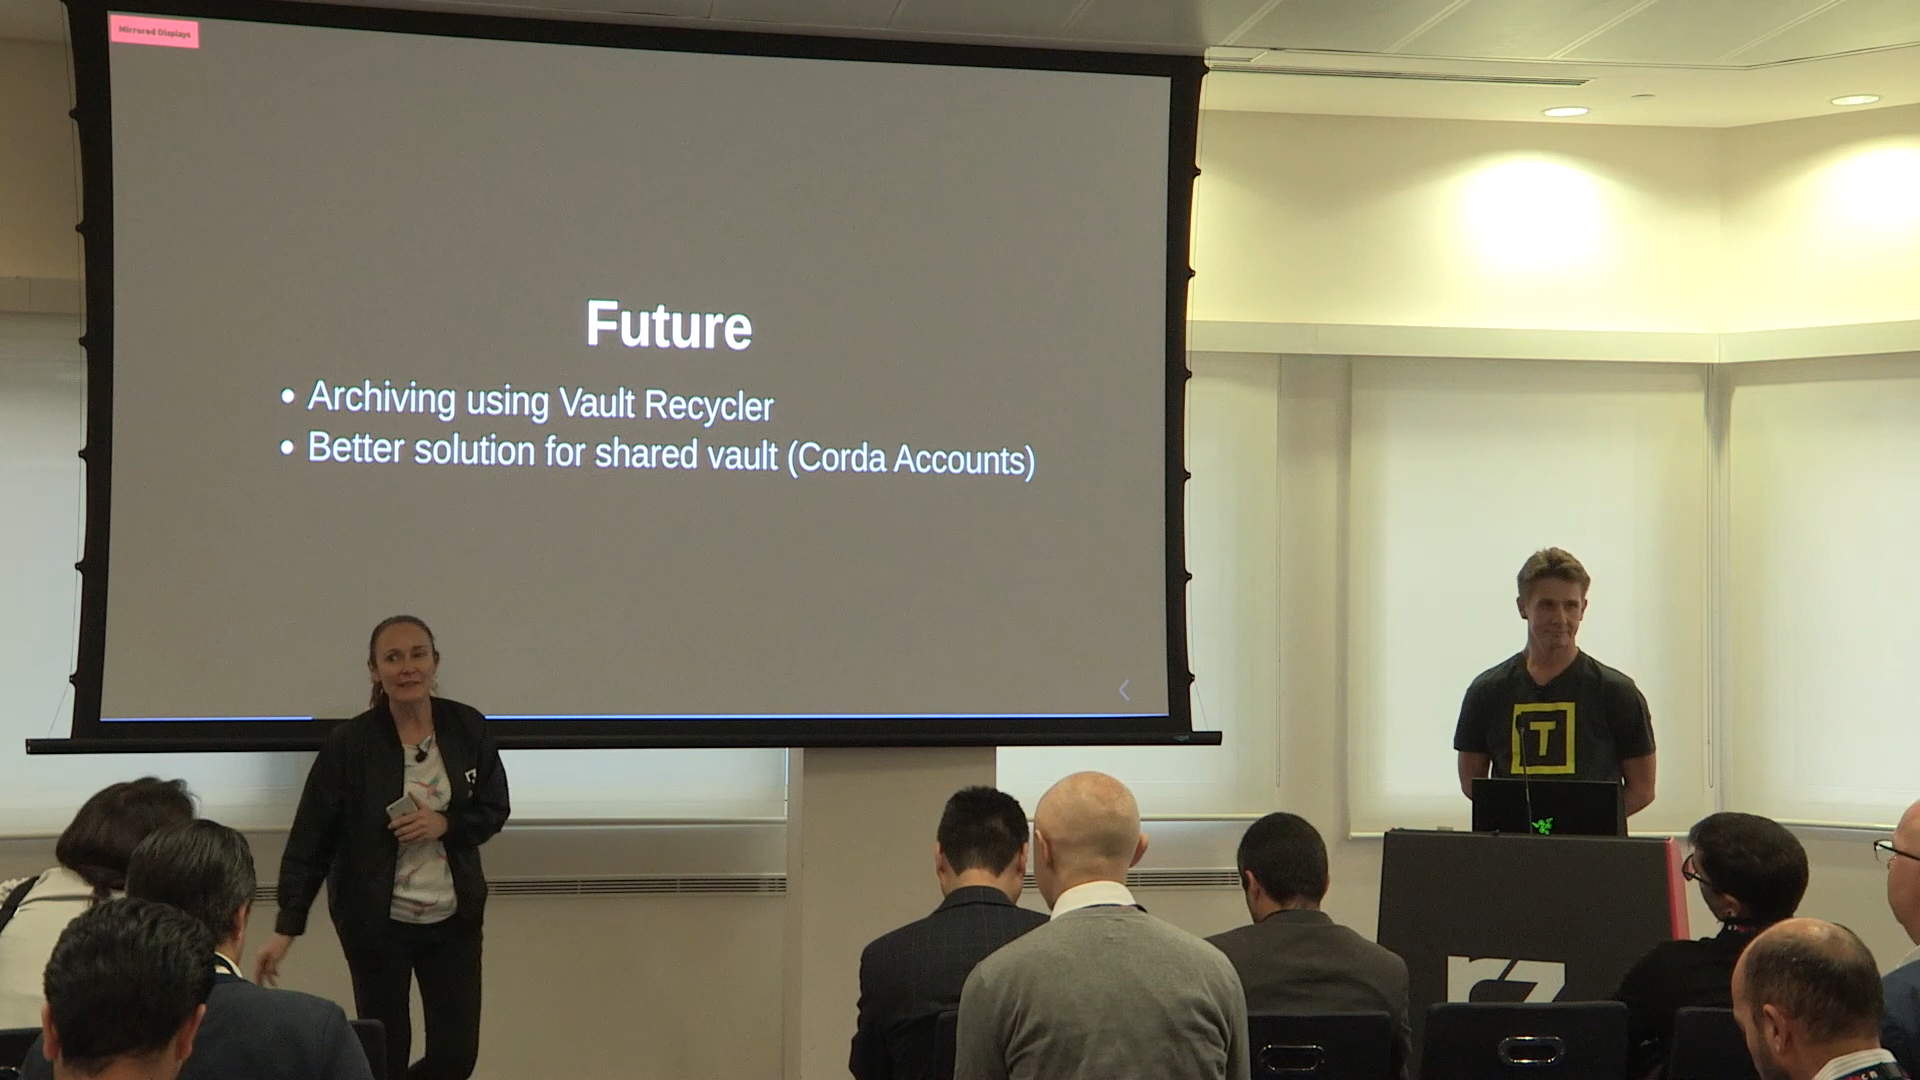 Mirrored Displays
Future
• Archiving using Vault Recycler
• Better solution for shared vault (Corda Accounts)
T